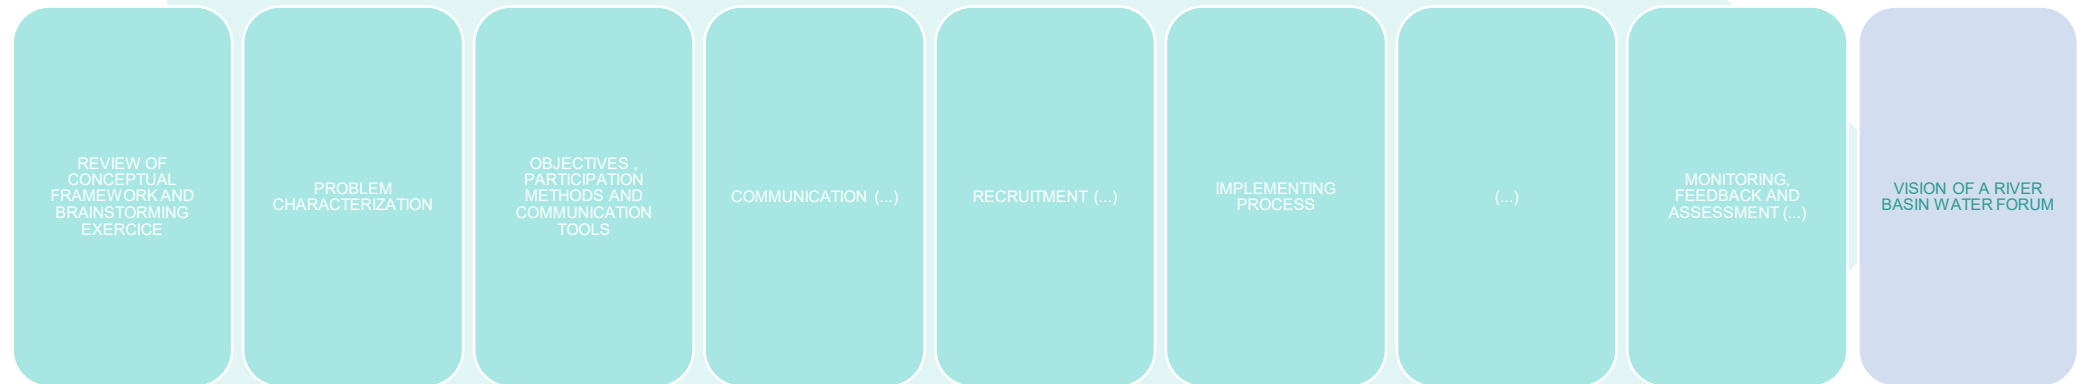 REVIEW OF
CONCEPTUAL
FRAMEWORK AND
BRAINSTORMING
EXERCICE
PROBLEM
CHARACTERIZATION
OBJECTIVES ,
PARTICIPATION
METHODS AND
COMMUNICATION
TOOLS
COMMUNICATION (...)
RECRUITMENT (...)
IMPLEMENTING
PROCESS
(...)
MONITORING,
FEEDBACK AND
ASSESSMENT (...)
VISION OF A RIVER
BASIN WATER FORUM